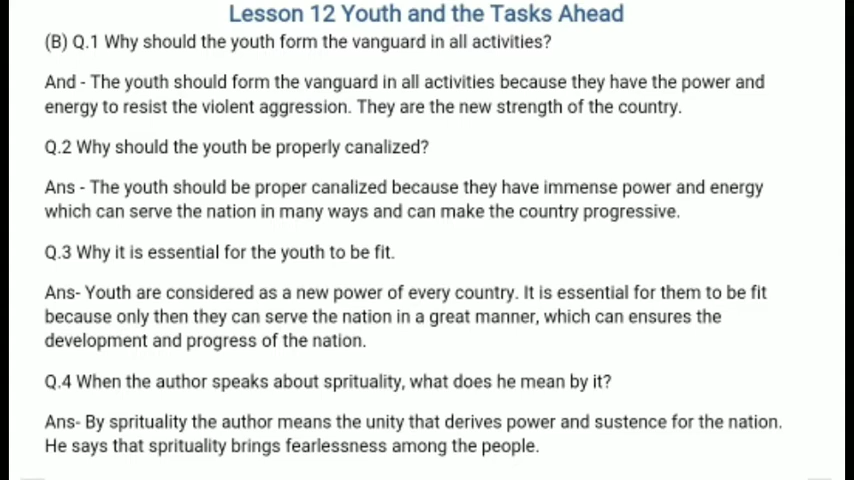 Lesson 12 Youth and the Tasks Ahead
(B) Q.1 Why should the youth form the vanguard in all activities?
And - The youth should form the vanguard in all activities because they have the power and
energy to resist the violent aggression. They are the new strength of the country.
Q.2 Why should the youth be properly canalized?
Ans - The youth should be proper canalized because they have immense power and energy
which can serve the nation in many ways and can make the country progressive.
Q.3 Why it is essential for the youth to be fit.
Ans- Youth are considered as a new power of every country. It is essential for them to be fit
because only then they can serve the nation in a great manner, which can ensures the
development and progress of the nation.
Q.4 When the author speaks about sprituality, what does he mean by it?
Ans- By sprituality the author means the unity that derives power and sustence for the nation.
He says that sprituality brings fearlessness among the people.